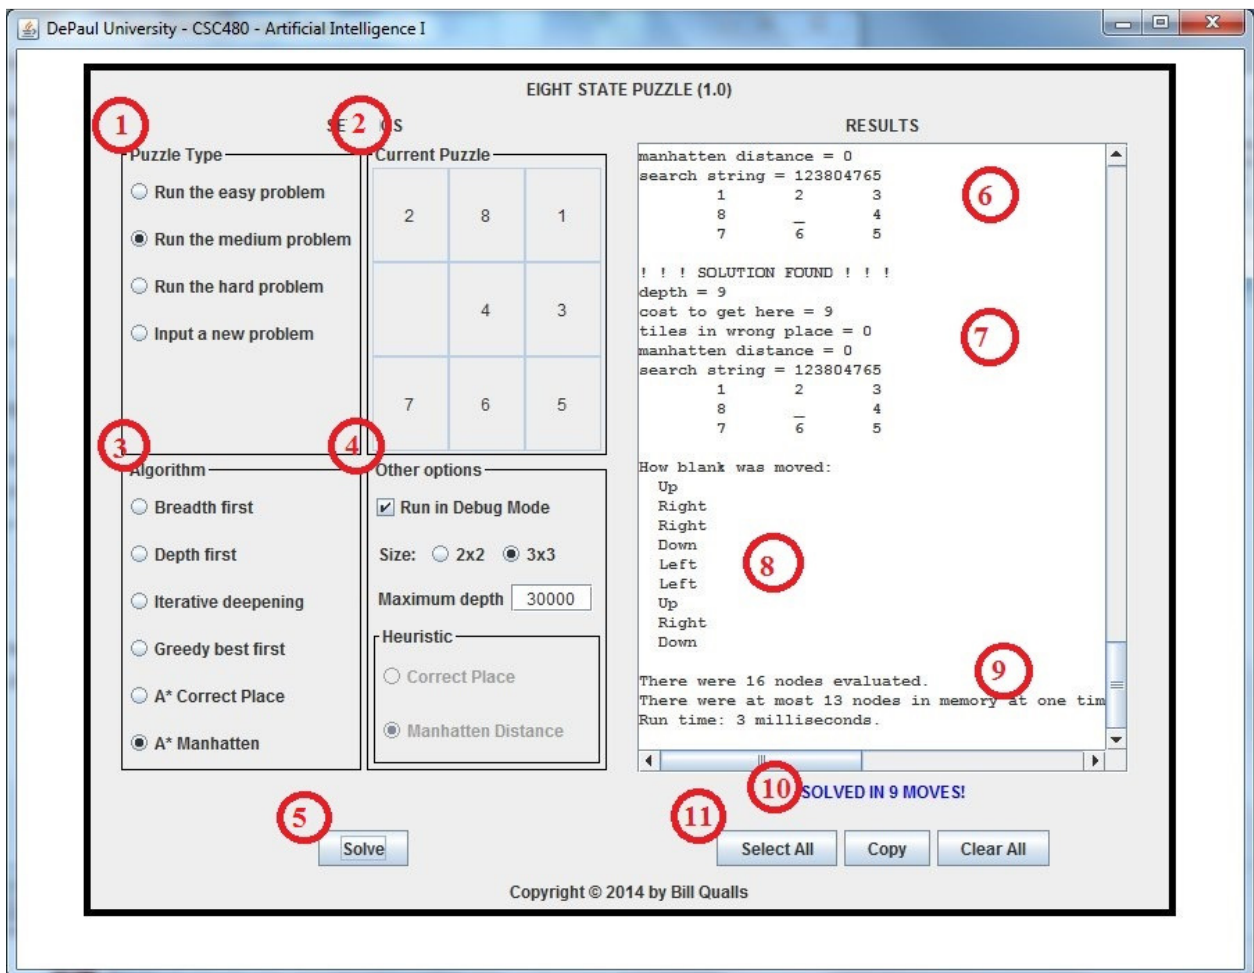 DePaul University - CSC480 - Artificial Intelligence I
EIGHT STATE PUZZLE (1.0)
1
2
RESULTS
Puzzle Type
Run the easy problem
Run the medium problem
Run the hard problem
Input a new problem
Current Puzzle
2 8 1
4 3
7 6 5
3
4
Algorithm
Breadth first
Depth first
Iterative deepening
Greedy best first
A* Correct Place
A* Manhatten
Other options
Run in Debug Mode
Size: 2x2 3x3
Maximum depth 30000
Heuristic
Correct Place
Manhatten Distance
5
Solve
manhatten distance = 0
search string = 123804765
1 2 3
8 _ 4
7 6 5
6
! ! ! SOLUTION FOUND ! ! !
depth = 9
cost to get here = 9
tiles in wrong place = 0
manhatten distance = 0
search string = 123804765
1 2 3
8 _ 4
7 6 5
7
How blank was moved:
Up
Right
Right
Down
Left
Left
Up
Right
Down
8
There were 16 nodes evaluated.
There were at most 13 nodes in memory at one tim
Run time: 3 milliseconds.
9
10
SOLVED IN 9 MOVES!
11
Select All
Copy
Clear All
Copyright © 2014 by Bill Qualls